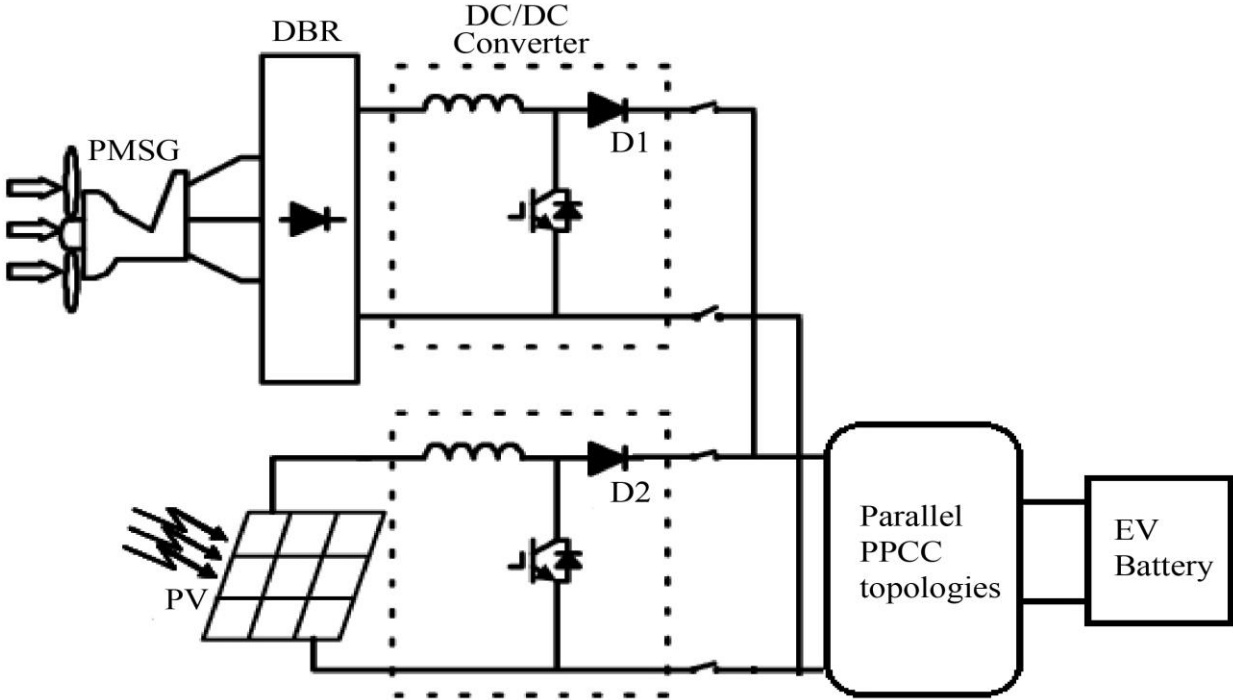 DC/DC
Converter
DBR
PMSG
D1
D2
PV
Parallel
PPCC
topologies
EV
Battery